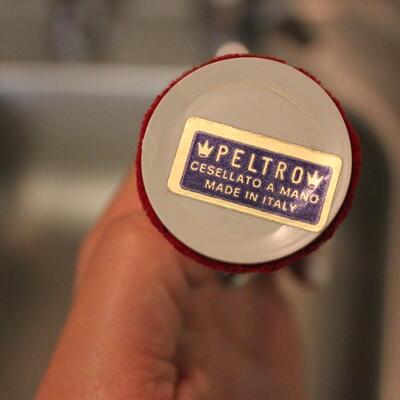 PELTRO
CESELLATO A MANO
MADE IN ITALY